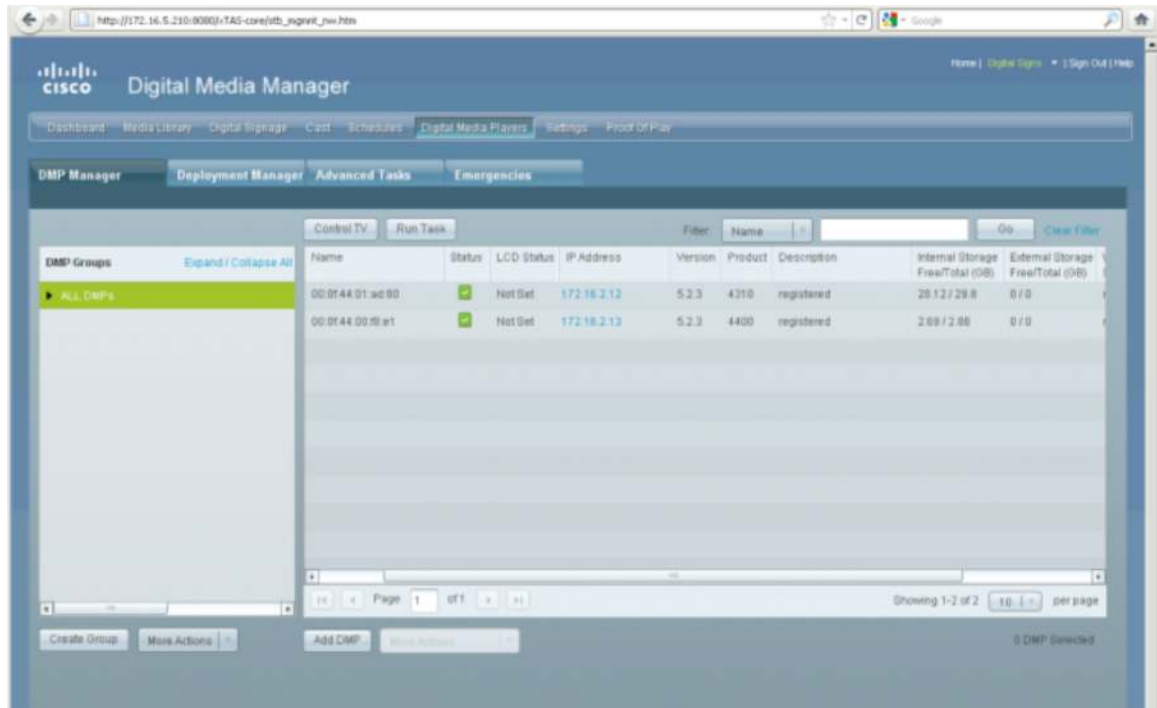 http://172.16.5.210:8080/xTAS-core/stb_mgmt_nw.htm
Google
Home | Digital Signs | Sign Out | Help
CISCO
Digital Media Manager
Dashboard Media Library Digital Signage Cast Schedules Digital Media Players Settings Proof Of Play
DMP Manager Deployment Manager Advanced Tasks Emergencies
Control TV Run Task Filter Name Go Clear Filter
DMP Groups Expand / Collapse All
Name Status LCD Status IP Address Version Product Description Internal Storage Free/Total (GB) External Storage Free/Total (GB)
ALL DMPs
00:0f:44:01:ad:80 Not Set 172.16.2.12 5.2.3 4310 registered 28.12 / 28.8 0 / 0
00:0f:44:00:f8:e1 Not Set 172.16.2.13 5.2.3 4400 registered 2.69 / 2.88 0 / 0
Page 1 of 1 Showing 1-2 of 2 10 per page
Create Group More Actions Add DMP More Actions 0 DMP Selected